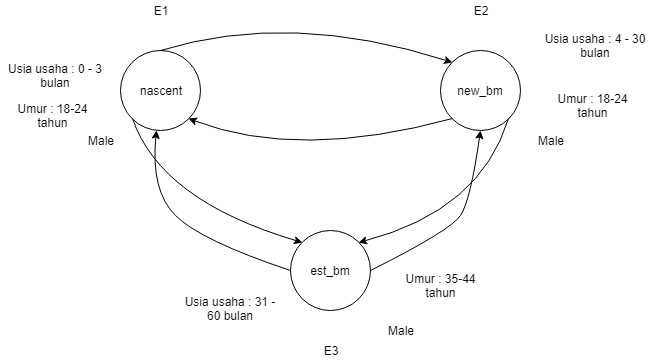 E1
E2
Usia usaha : 4 - 30
bulan
Usia usaha : 0 - 3
bulan
nascent
new_bm
Umur : 18-24
tahun
Umur : 18-24
tahun
Male
Male
est_bm
Umur : 35-44
tahun
Usia usaha : 31 -
60 bulan
Male
E3